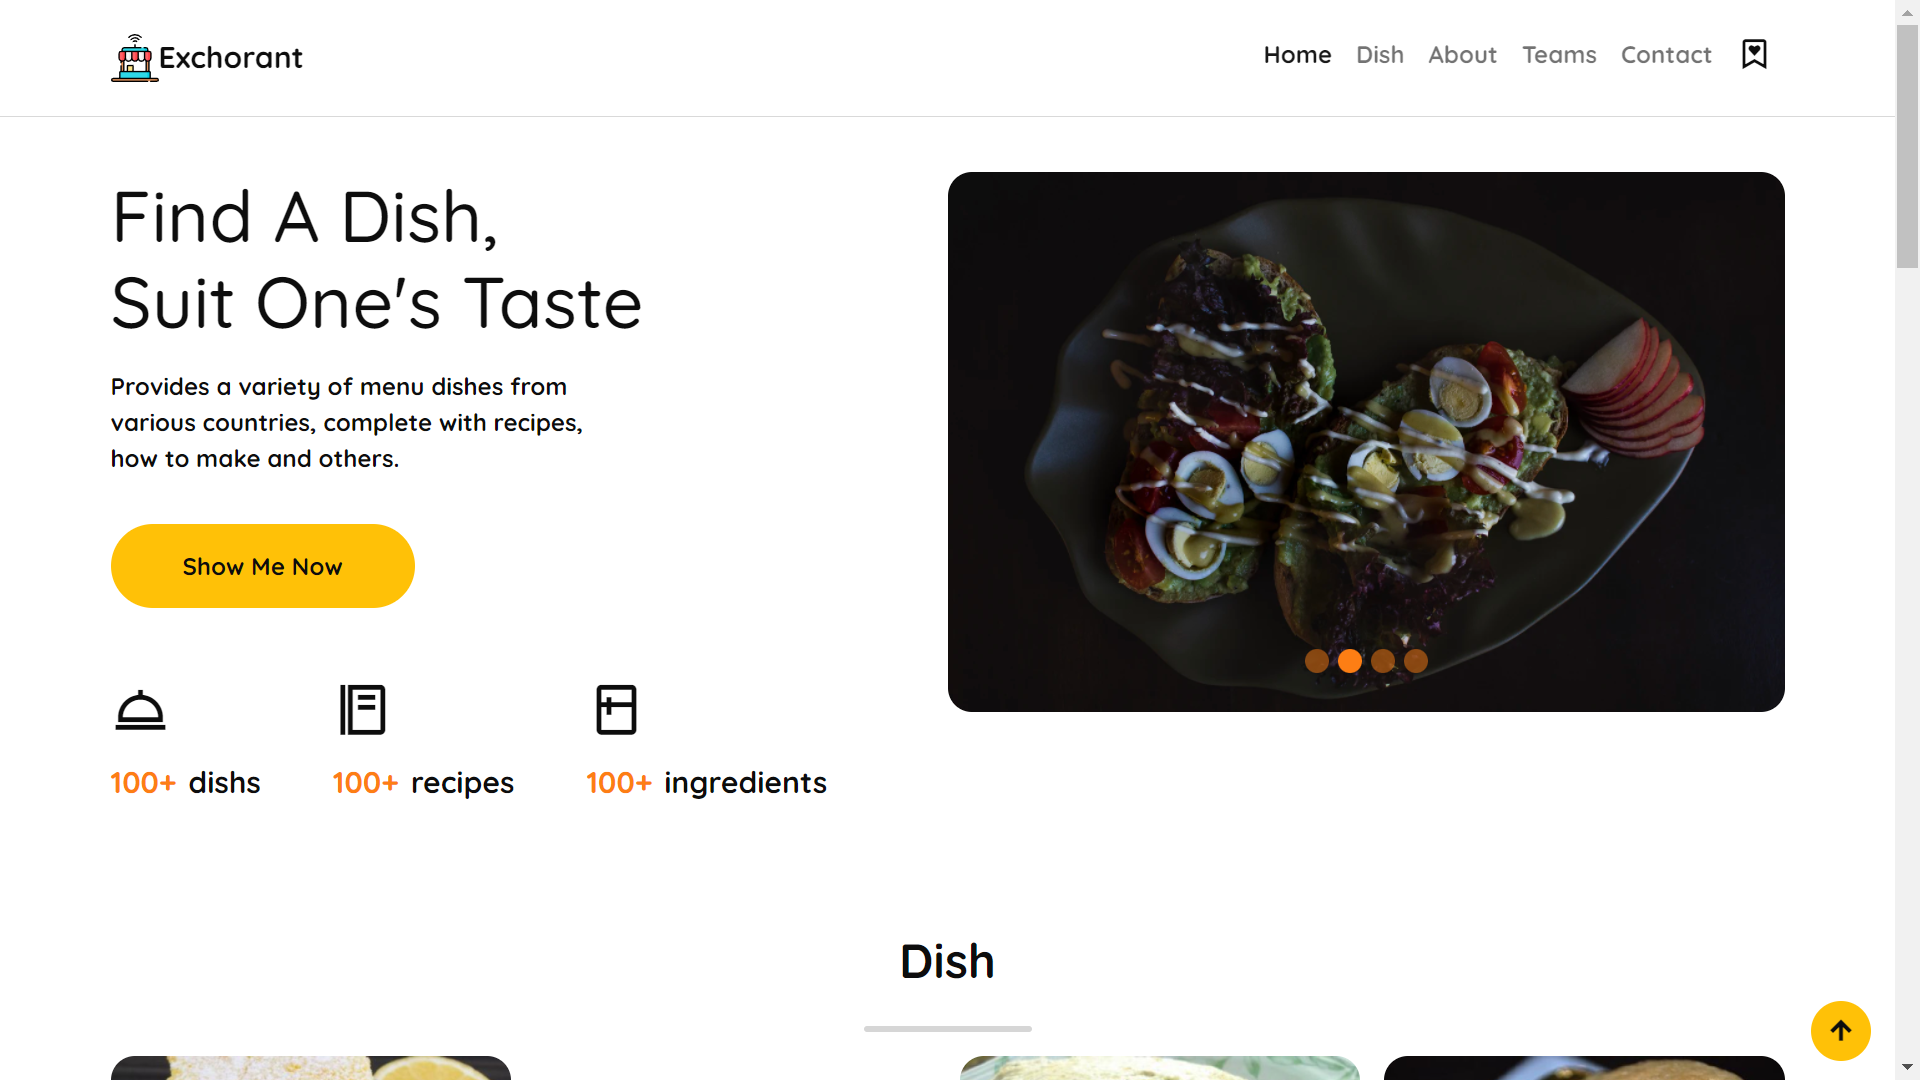 Exchorant
Home Dish About Teams Contact
Find A Dish,
Suit One's Taste
Provides a variety of menu dishes from
various countries, complete with recipes,
how to make and others.
Show Me Now
100+ dishs
100+ recipes
100+ ingredients
Dish